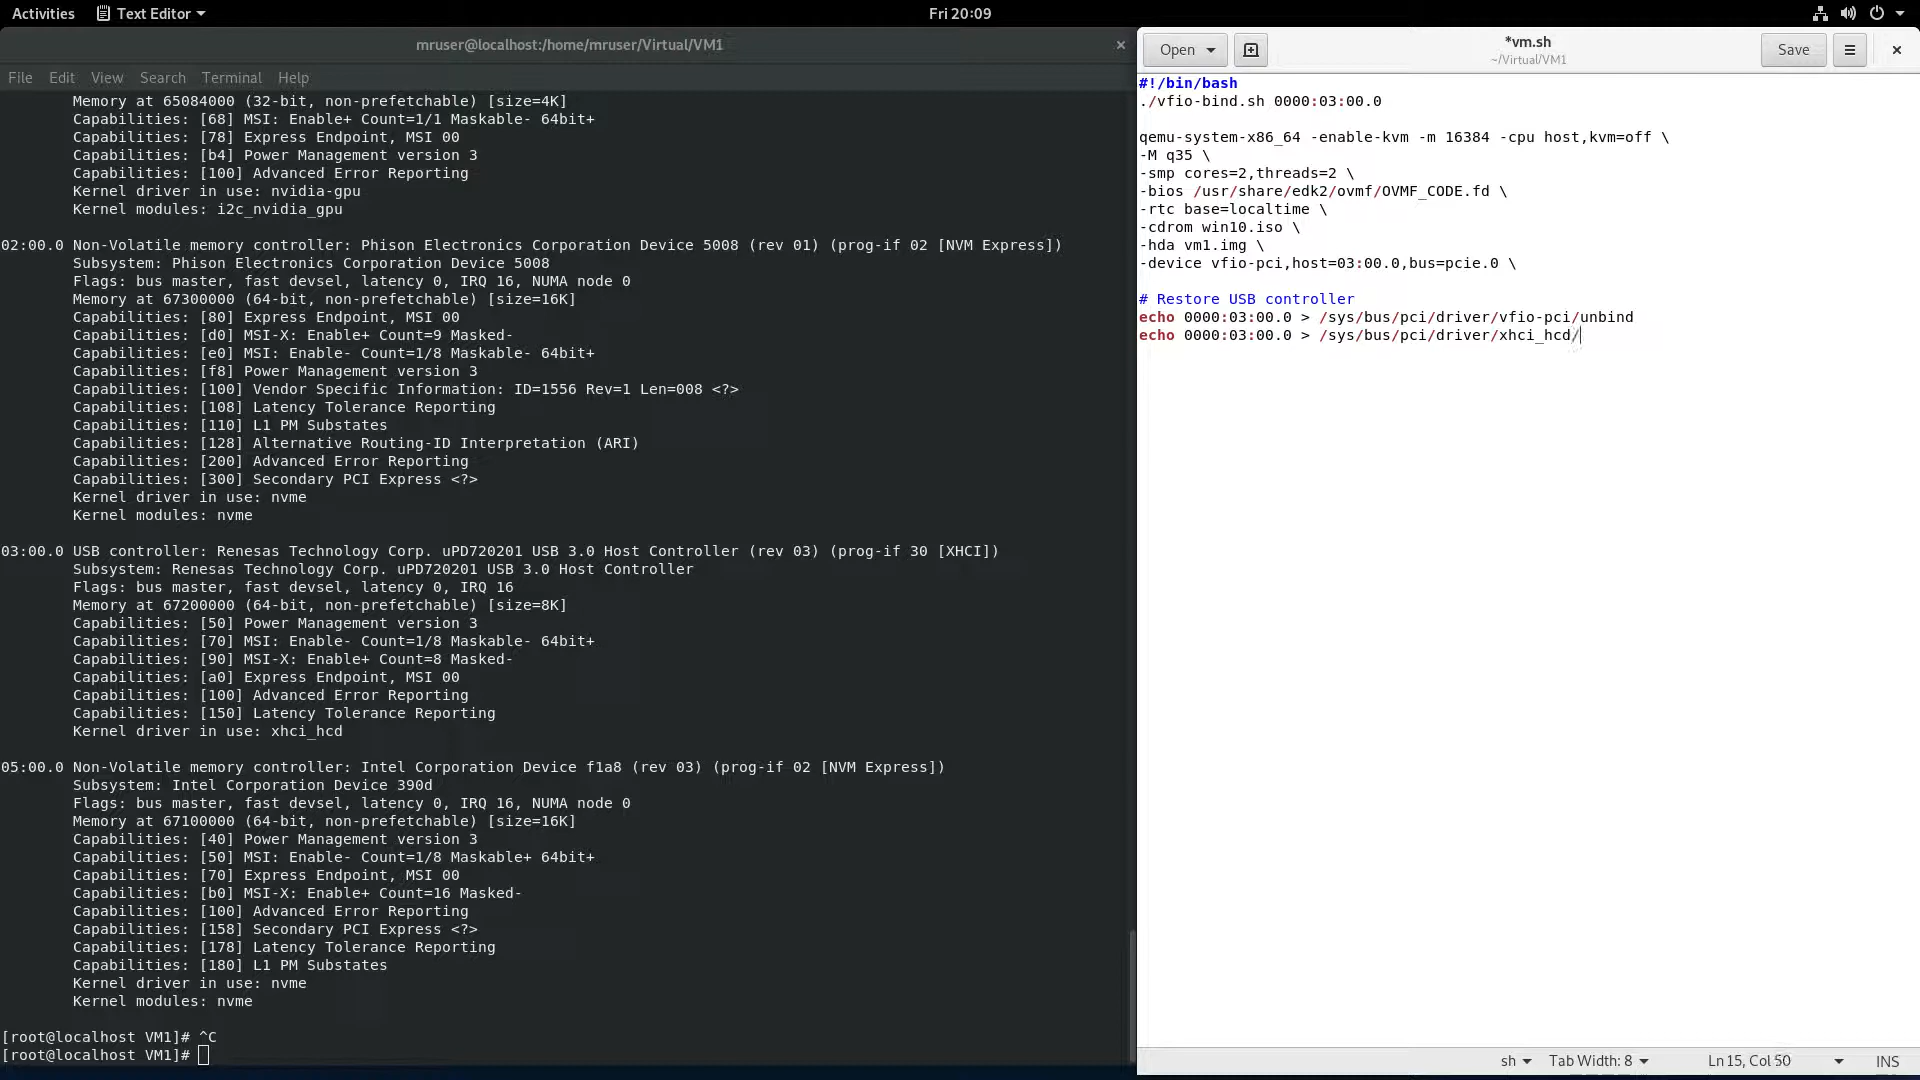 Activities Text Editor Fri 20:09
mruser@localhost:/home/mruser/Virtual/VM1 ×
File Edit View Search Terminal Help
Memory at 65084000 (32-bit, non-prefetchable) [size=4K]
Capabilities: [68] MSI: Enable+ Count=1/1 Maskable- 64bit+
Capabilities: [78] Express Endpoint, MSI 00
Capabilities: [b4] Power Management version 3
Capabilities: [100] Advanced Error Reporting
Kernel driver in use: nvidia-gpu
Kernel modules: i2c_nvidia_gpu
02:00.0 Non-Volatile memory controller: Phison Electronics Corporation Device 5008 (rev 01) (prog-if 02 [NVM Express])
Subsystem: Phison Electronics Corporation Device 5008
Flags: bus master, fast devsel, latency 0, IRQ 16, NUMA node 0
Memory at 67300000 (64-bit, non-prefetchable) [size=16K]
Capabilities: [80] Express Endpoint, MSI 00
Capabilities: [d0] MSI-X: Enable+ Count=9 Masked-
Capabilities: [e0] MSI: Enable- Count=1/8 Maskable- 64bit+
Capabilities: [f8] Power Management version 3
Capabilities: [100] Vendor Specific Information: ID=1556 Rev=1 Len=008 <?>
Capabilities: [108] Latency Tolerance Reporting
Capabilities: [110] L1 PM Substates
Capabilities: [128] Alternative Routing-ID Interpretation (ARI)
Capabilities: [200] Advanced Error Reporting
Capabilities: [300] Secondary PCI Express <?>
Kernel driver in use: nvme
Kernel modules: nvme
03:00.0 USB controller: Renesas Technology Corp. uPD720201 USB 3.0 Host Controller (rev 03) (prog-if 30 [XHCI])
Subsystem: Renesas Technology Corp. uPD720201 USB 3.0 Host Controller
Flags: bus master, fast devsel, latency 0, IRQ 16
Memory at 67200000 (64-bit, non-prefetchable) [size=8K]
Capabilities: [50] Power Management version 3
Capabilities: [70] MSI: Enable- Count=1/8 Maskable- 64bit+
Capabilities: [90] MSI-X: Enable+ Count=8 Masked-
Capabilities: [a0] Express Endpoint, MSI 00
Capabilities: [100] Advanced Error Reporting
Capabilities: [150] Latency Tolerance Reporting
Kernel driver in use: xhci_hcd
05:00.0 Non-Volatile memory controller: Intel Corporation Device f1a8 (rev 03) (prog-if 02 [NVM Express])
Subsystem: Intel Corporation Device 390d
Flags: bus master, fast devsel, latency 0, IRQ 16, NUMA node 0
Memory at 67100000 (64-bit, non-prefetchable) [size=16K]
Capabilities: [40] Power Management version 3
Capabilities: [50] MSI: Enable- Count=1/8 Maskable+ 64bit+
Capabilities: [70] Express Endpoint, MSI 00
Capabilities: [b0] MSI-X: Enable+ Count=16 Masked-
Capabilities: [100] Advanced Error Reporting
Capabilities: [158] Secondary PCI Express <?>
Capabilities: [178] Latency Tolerance Reporting
Capabilities: [180] L1 PM Substates
Kernel driver in use: nvme
Kernel modules: nvme
[root@localhost VM1]# ^C
[root@localhost VM1]#
Open *vm.sh Save ×
~/Virtual/VM1
#!/bin/bash
./vfio-bind.sh 0000:03:00.0
qemu-system-x86_64 -enable-kvm -m 16384 -cpu host,kvm=off \
-M q35 \
-smp cores=2,threads=2 \
-bios /usr/share/edk2/ovmf/OVMF_CODE.fd \
-rtc base=localtime \
-cdrom win10.iso \
-hda vm1.img \
-device vfio-pci,host=03:00.0,bus=pcie.0 \
# Restore USB controller
echo 0000:03:00.0 > /sys/bus/pci/driver/vfio-pci/unbind
echo 0000:03:00.0 > /sys/bus/pci/driver/xhci_hcd/
sh Tab Width: 8 Ln 15, Col 50 INS